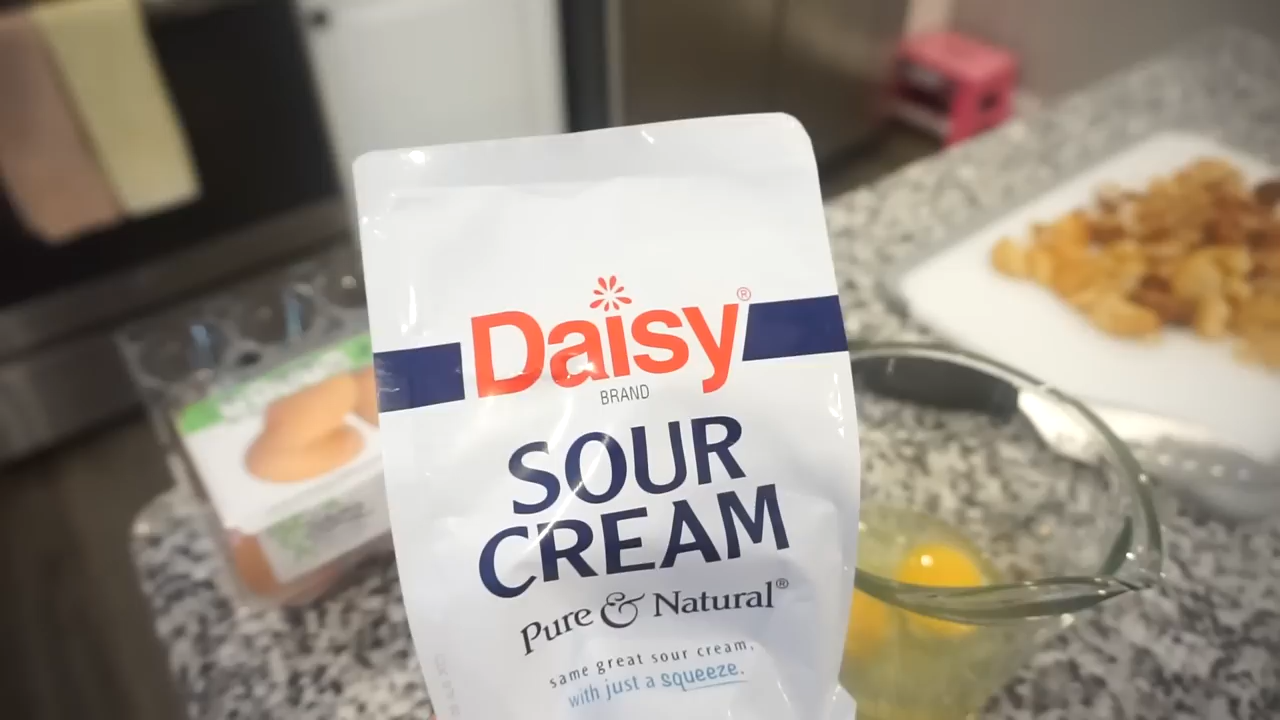 Daisy®
BRAND
SOUR
CREAM
Pure & Natural®
same great sour cream,
with just a squeeze.